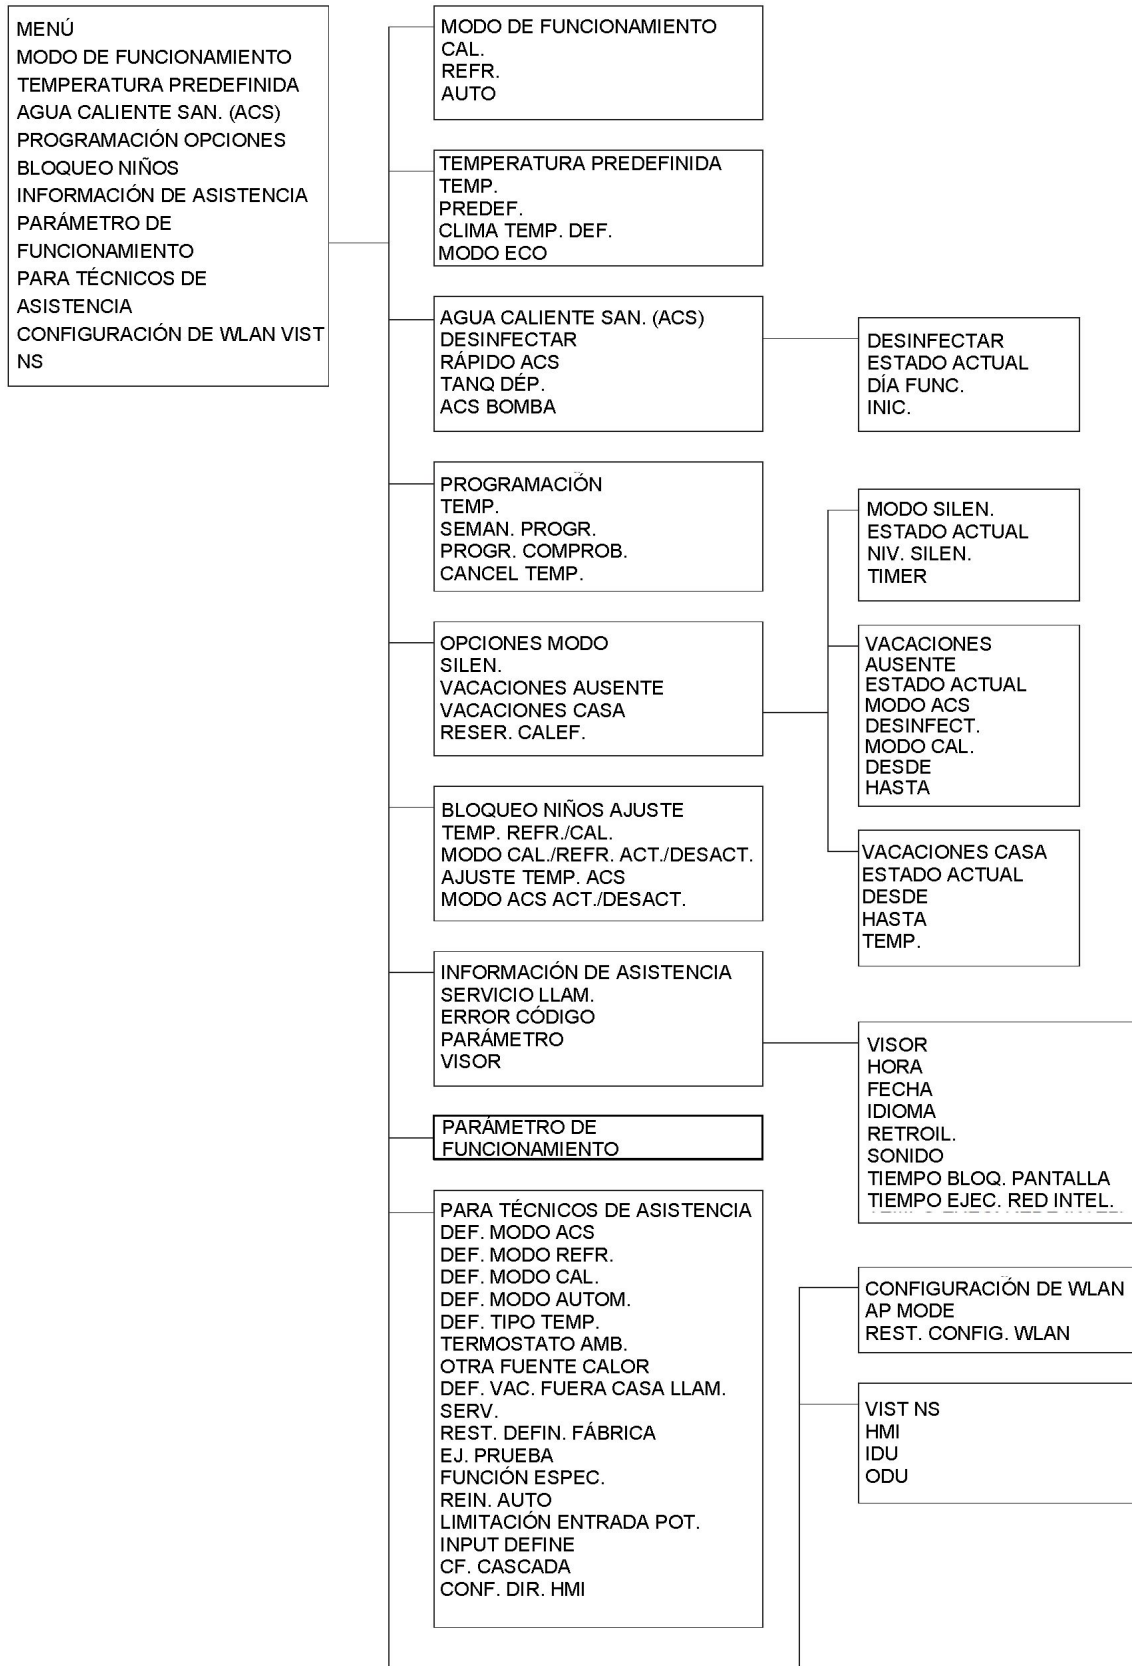 MENÚ
MODO DE FUNCIONAMIENTO
TEMPERATURA PREDEFINIDA
AGUA CALIENTE SAN. (ACS)
PROGRAMACIÓN OPCIONES
BLOQUEO NIÑOS
INFORMACIÓN DE ASISTENCIA
PARÁMETRO DE
FUNCIONAMIENTO
PARA TÉCNICOS DE
ASISTENCIA
CONFIGURACIÓN DE WLAN VIST
NS
MODO DE FUNCIONAMIENTO
CAL.
REFR.
AUTO
TEMPERATURA PREDEFINIDA
TEMP.
PREDEF.
CLIMA TEMP. DEF.
MODO ECO
AGUA CALIENTE SAN. (ACS)
DESINFECTAR
RÁPIDO ACS
TANQ DÉP.
ACS BOMBA
DESINFECTAR
ESTADO ACTUAL
DÍA FUNC.
INIC.
PROGRAMACIÓN
TEMP.
SEMAN. PROGR.
PROGR. COMPROB.
CANCEL TEMP.
OPCIONES MODO
SILEN.
VACACIONES AUSENTE
VACACIONES CASA
RESER. CALEF.
MODO SILEN.
ESTADO ACTUAL
NIV. SILEN.
TIMER
VACACIONES
AUSENTE
ESTADO ACTUAL
MODO ACS
DESINFECT.
MODO CAL.
DESDE
HASTA
VACACIONES CASA
ESTADO ACTUAL
DESDE
HASTA
TEMP.
BLOQUEO NIÑOS AJUSTE
TEMP. REFR./CAL.
MODO CAL./REFR. ACT./DESACT.
AJUSTE TEMP. ACS
MODO ACS ACT./DESACT.
INFORMACIÓN DE ASISTENCIA
SERVICIO LLAM.
ERROR CÓDIGO
PARÁMETRO
VISOR
VISOR
HORA
FECHA
IDIOMA
RETROIL.
SONIDO
TIEMPO BLOQ. PANTALLA
TIEMPO EJEC. RED INTEL.
PARÁMETRO DE
FUNCIONAMIENTO
PARA TÉCNICOS DE ASISTENCIA
DEF. MODO ACS
DEF. MODO REFR.
DEF. MODO CAL.
DEF. MODO AUTOM.
DEF. TIPO TEMP.
TERMOSTATO AMB.
OTRA FUENTE CALOR
DEF. VAC. FUERA CASA LLAM.
SERV.
REST. DEFIN. FÁBRICA
EJ. PRUEBA
FUNCIÓN ESPEC.
REIN. AUTO
LIMITACIÓN ENTRADA POT.
INPUT DEFINE
CF. CASCADA
CONF. DIR. HMI
CONFIGURACIÓN DE WLAN
AP MODE
REST. CONFIG. WLAN
VIST NS
HMI
IDU
ODU